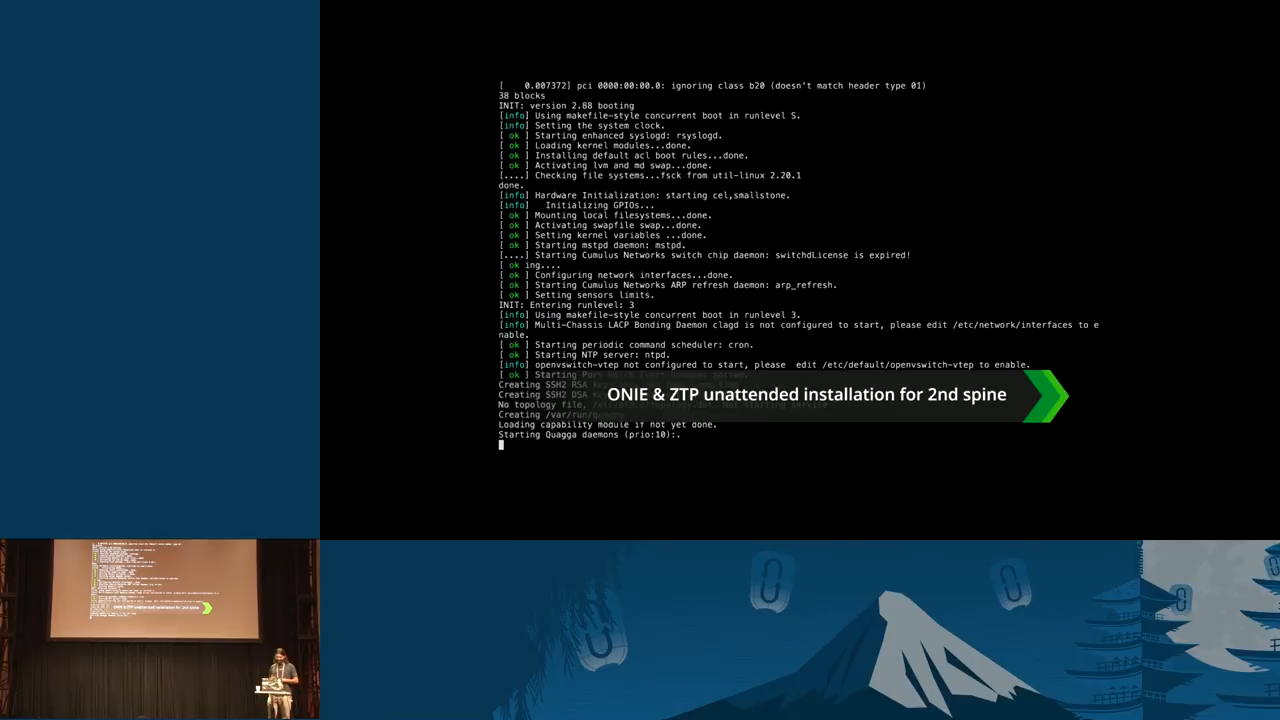 [    0.007372] pci 0000:00:00.0: ignoring class b20 (doesn't match header type 01)
38 blocks
INIT: version 2.88 booting
[info] Using makefile-style concurrent boot in runlevel S.
[info] Setting the system clock.
[ ok ] Starting enhanced syslogd: rsyslogd.
[ ok ] Loading kernel modules...done.
[ ok ] Installing default acl boot rules...done.
[ ok ] Activating lvm and md swap...done.
[....] Checking file systems...fsck from util-linux 2.20.1
done.
[info] Hardware Initialization: starting cel,smallstone.
[info]   Initializing GPIOs...
[ ok ] Mounting local filesystems...done.
[ ok ] Activating swapfile swap...done.
[ ok ] Setting kernel variables ...done.
[ ok ] Starting mstpd daemon: mstpd.
[....] Starting Cumulus Networks switch chip daemon: switchdLicense is expired!
[ ok ing....
[ ok ] Configuring network interfaces...done.
[ ok ] Starting Cumulus Networks ARP refresh daemon: arp_refresh.
[ ok ] Setting sensors limits.
INIT: Entering runlevel: 3
[info] Using makefile-style concurrent boot in runlevel 3.
[info] Multi-Chassis LACP Bonding Daemon clagd is not configured to start, please edit /etc/network/interfaces to e
nable.
[ ok ] Starting periodic command scheduler: cron.
[ ok ] Starting NTP server: ntpd.
[info] openvswitch-vtep not configured to start, please  edit /etc/default/openvswitch-vtep to enable.
[ ok ] Starting
Creating SSH2 RSA
Creating SSH2 DSA
ONIE & ZTP unattended installation for 2nd spine
No topology file, Not starting service
Creating /var/run/
Loading capability module if not yet done.
Starting Quagga daemons (prio:10):.
ONIE & ZTP unattended installation for 2nd spine